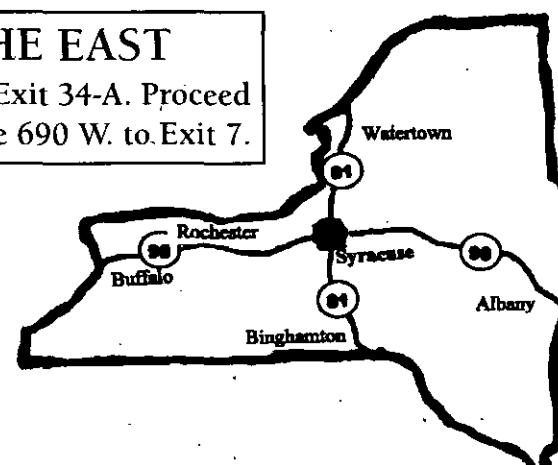 HE EAST
Exit 34-A. Proceed
e 690 W. to Exit 7.
Watertown
81
Rochester
90
Syracuse
90
Buffalo
81
Albany
Binghamton